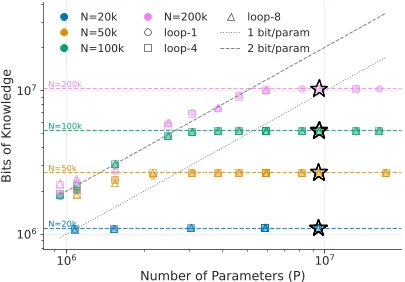 N=20k N=200k loop-8
N=50k loop-1 1 bit/param
N=100k loop-4 2 bit/param
Bits of Knowledge
10⁷
10⁶
N=200k
N=100k
N=50k
N=20k
10⁶ 10⁷
Number of Parameters (P)